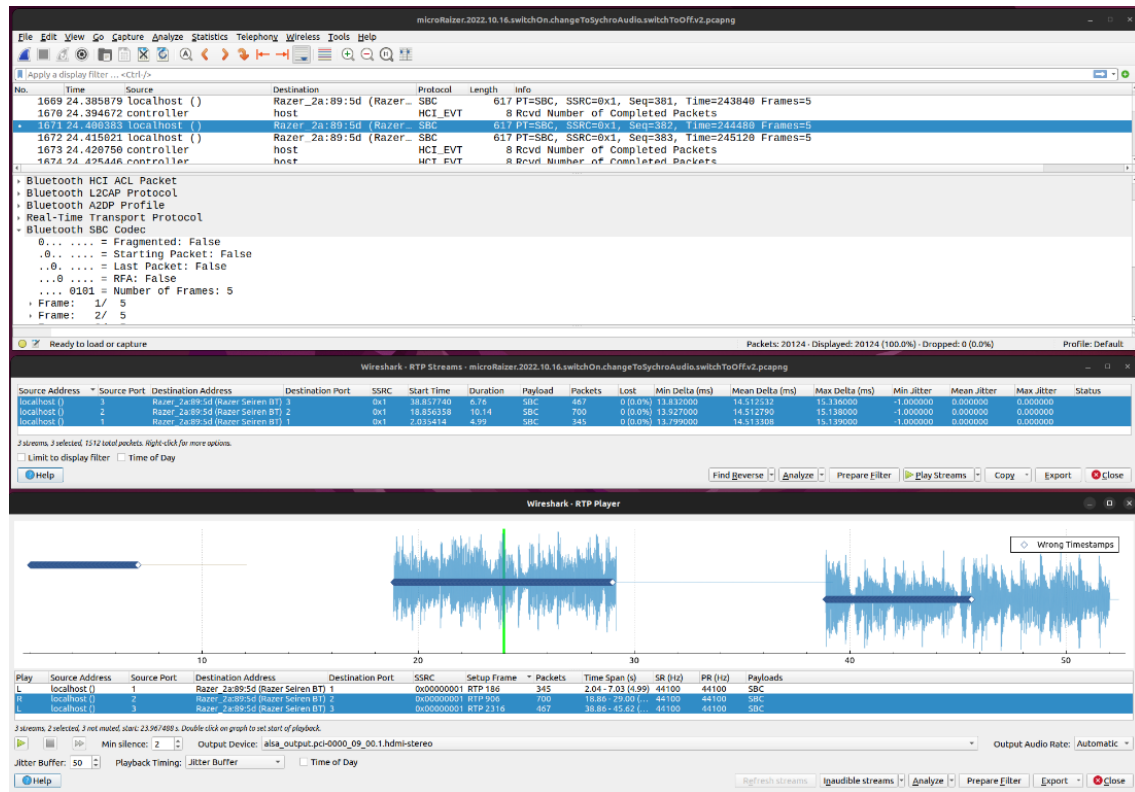 microRaizer.2022.10.16.switchOn.changeToSychroAudio.switchToOff.v2.pcapng
File Edit View Go Capture Analyze Statistics Telephony Wireless Tools Help
Apply a display filter ... <Ctrl-/>
No. Time Source Destination Protocol Length Info
1669 24.385879 localhost () Razer_2a:89:5d (Razer… SBC 617 PT=SBC, SSRC=0x1, Seq=381, Time=243840 Frames=5
1670 24.394672 controller host HCI_EVT 8 Rcvd Number of Completed Packets
1671 24.400383 localhost () Razer_2a:89:5d (Razer… SBC 617 PT=SBC, SSRC=0x1, Seq=382, Time=244480 Frames=5
1672 24.415021 localhost () Razer_2a:89:5d (Razer… SBC 617 PT=SBC, SSRC=0x1, Seq=383, Time=245120 Frames=5
1673 24.420750 controller host HCI_EVT 8 Rcvd Number of Completed Packets
1674 24.425446 controller host HCI_EVT 8 Rcvd Number of Completed Packets
Bluetooth HCI ACL Packet
Bluetooth L2CAP Protocol
Bluetooth A2DP Profile
Real-Time Transport Protocol
Bluetooth SBC Codec
0... .... = Fragmented: False
.0.. .... = Starting Packet: False
..0. .... = Last Packet: False
...0 .... = RFA: False
.... 0101 = Number of Frames: 5
Frame: 1/ 5
Frame: 2/ 5
Ready to load or capture Packets: 20124 · Displayed: 20124 (100.0%) · Dropped: 0 (0.0%) Profile: Default
Wireshark · RTP Streams · microRaizer.2022.10.16.switchOn.changeToSychroAudio.switchToOff.v2.pcapng
Source Address Source Port Destination Address Destination Port SSRC Start Time Duration Payload Packets Lost Min Delta (ms) Mean Delta (ms) Max Delta (ms) Min Jitter Mean Jitter Max Jitter Status
localhost () 3 Razer_2a:89:5d (Razer Seiren BT) 3 0x1 38.857740 6.76 SBC 467 0 (0.0%) 13.832000 14.512532 15.336000 -1.000000 0.000000 0.000000
localhost () 2 Razer_2a:89:5d (Razer Seiren BT) 2 0x1 18.856358 10.14 SBC 700 0 (0.0%) 13.927000 14.512790 15.138000 -1.000000 0.000000 0.000000
localhost () 1 Razer_2a:89:5d (Razer Seiren BT) 1 0x1 2.035414 4.99 SBC 345 0 (0.0%) 13.799000 14.513308 15.139000 -1.000000 0.000000 0.000000
3 streams, 3 selected, 1512 total packets. Right-click for more options.
Limit to display filter Time of Day
Help Find Reverse Analyze Prepare Filter Play Streams Copy Export Close
Wireshark · RTP Player
Wrong Timestamps
10 20 30 40 50
Play Source Address Source Port Destination Address Destination Port SSRC Setup Frame Packets Time Span (s) SR (Hz) PR (Hz) Payloads
L localhost () 1 Razer_2a:89:5d (Razer Seiren BT) 1 0x00000001 RTP 186 345 2.04 - 7.03 (4.99) 44100 44100 SBC
R localhost () 2 Razer_2a:89:5d (Razer Seiren BT) 2 0x00000001 RTP 906 700 18.86 - 29.00 (… 44100 44100 SBC
L localhost () 3 Razer_2a:89:5d (Razer Seiren BT) 3 0x00000001 RTP 2316 467 38.86 - 45.62 (… 44100 44100 SBC
3 streams, 2 selected, 3 not muted, start: 23.967488 s. Double click on graph to set start of playback.
Min silence: 2 Output Device: alsa_output.pci-0000_09_00.1.hdmi-stereo Output Audio Rate: Automatic
Jitter Buffer: 50 Playback Timing: Jitter Buffer Time of Day
Help Refresh streams Inaudible streams Analyze Prepare Filter Export Close